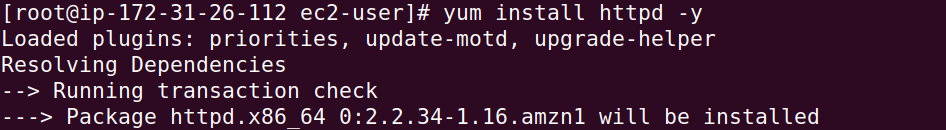 [root@ip-172-31-26-112 ec2-user]# yum install httpd -y
Loaded plugins: priorities, update-motd, upgrade-helper
Resolving Dependencies
--> Running transaction check
---> Package httpd.x86_64 0:2.2.34-1.16.amzn1 will be installed